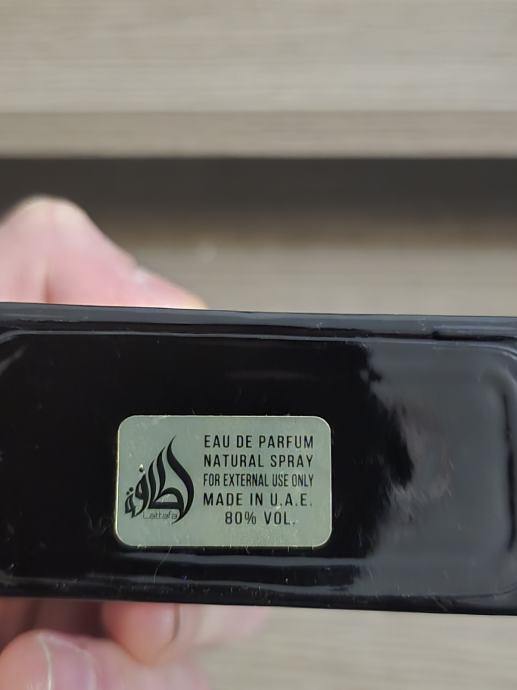 EAU DE PARFUM
NATURAL SPRAY
FOR EXTERNAL USE ONLY
MADE IN U.A.E.
80% VOL.
لطافة
Lattafa